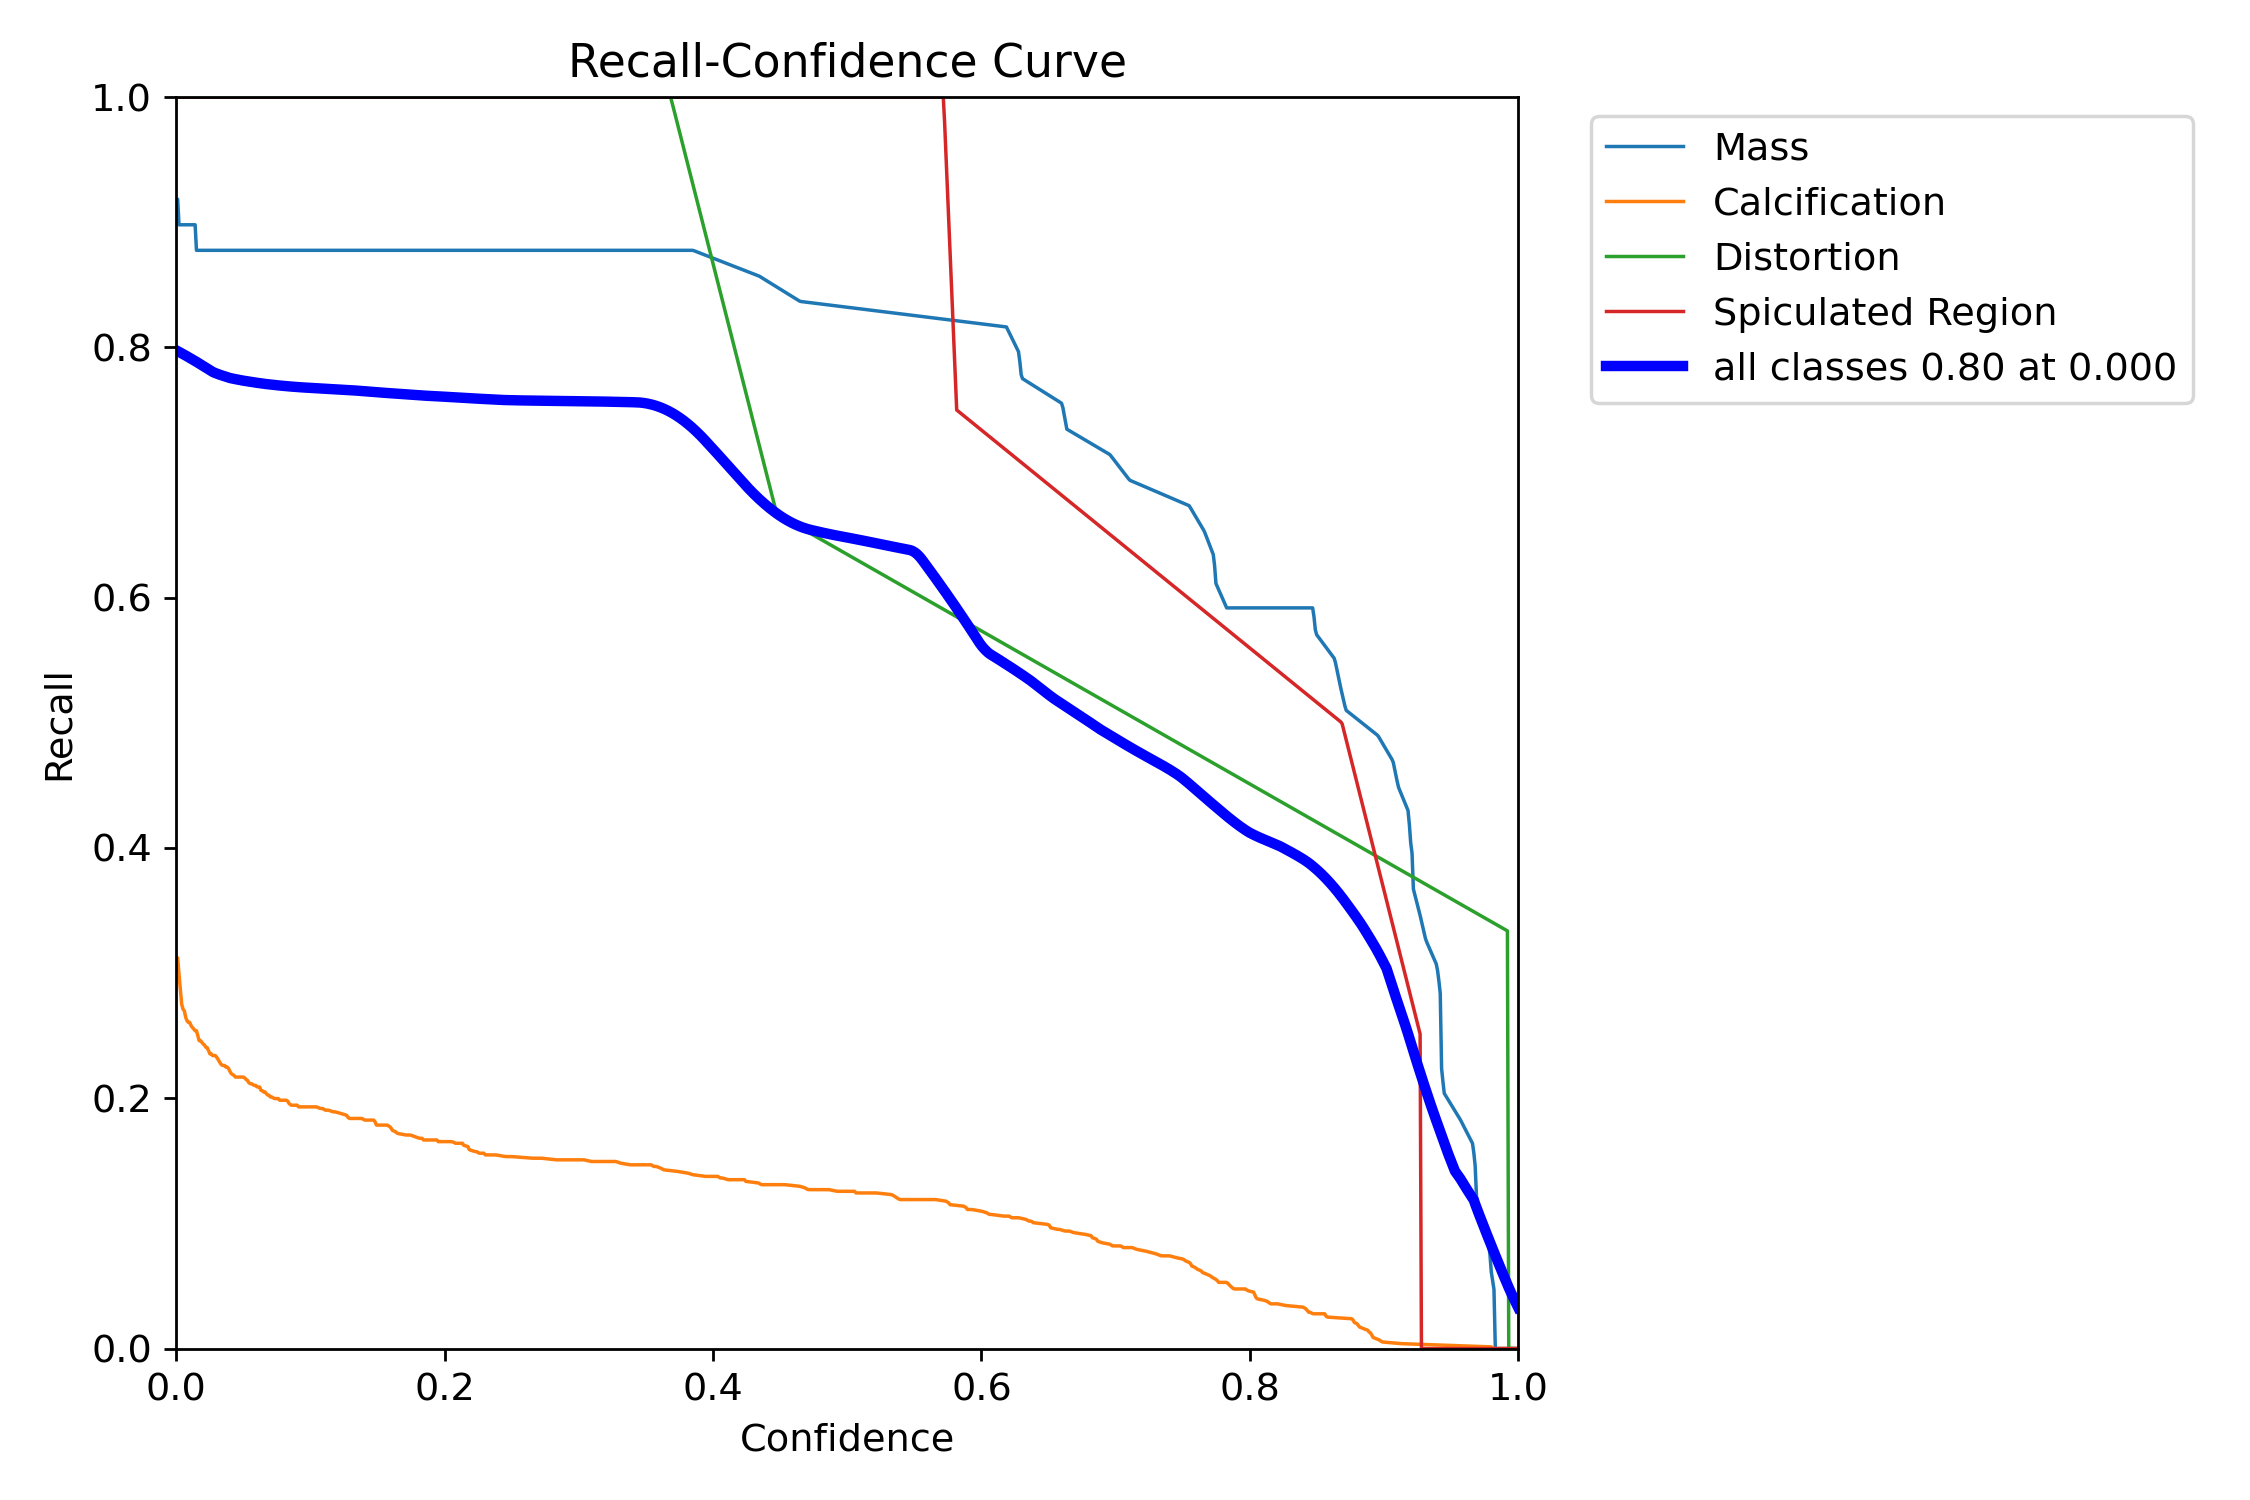 Recall-Confidence Curve
1.0
0.8
0.6
0.4
0.2
0.0
Recall
0.0 0.2 0.4 0.6 0.8 1.0
Confidence
Mass
Calcification
Distortion
Spiculated Region
all classes 0.80 at 0.000